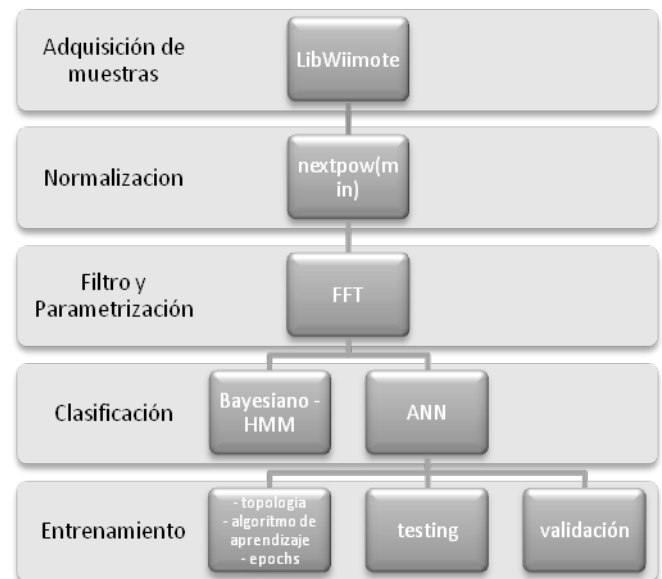 Adquisición de
muestras
LibWiimote
Normalizacion
nextpow(m
in)
Filtro y
Parametrización
FFT
Clasificación
Bayesiano -
HMM
ANN
Entrenamiento
- topologia
- algoritmo de
aprendizaje
- epochs
testing
validación